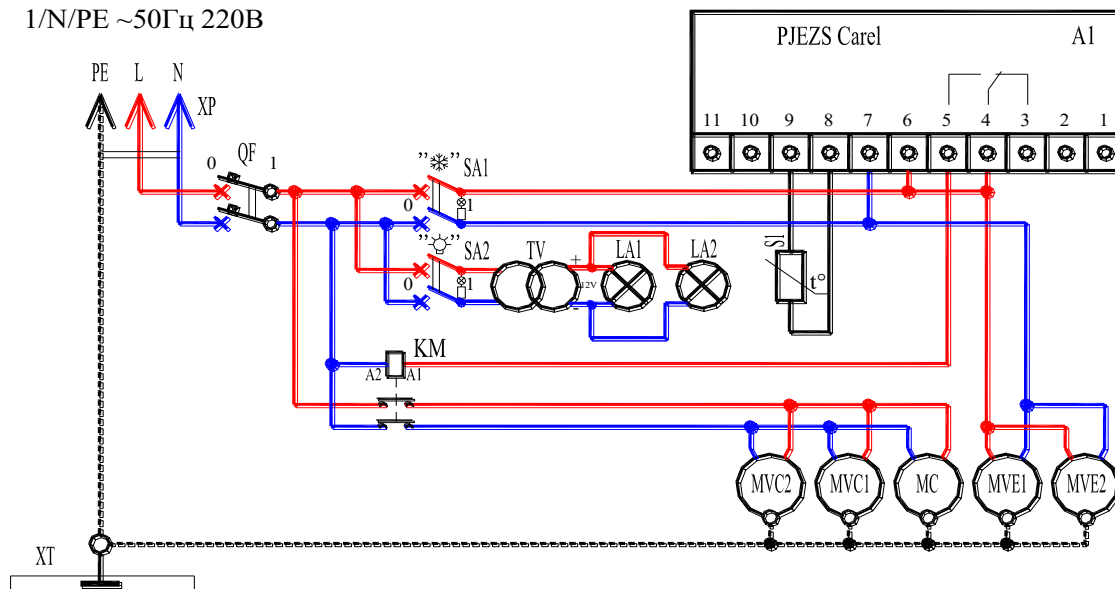 1/N/PE ~50Гц 220В
PJEZS Carel A1
PE L N XP
11 10 9 8 7 6 5 4 3 2 1
0 QF 1
"❄" SA1
0 1
"💡" SA2
0 1
TV + 12V - LA1 LA2
S1 t°
KM
A2 A1
MVC2 MVC1 MC MVE1 MVE2
XT